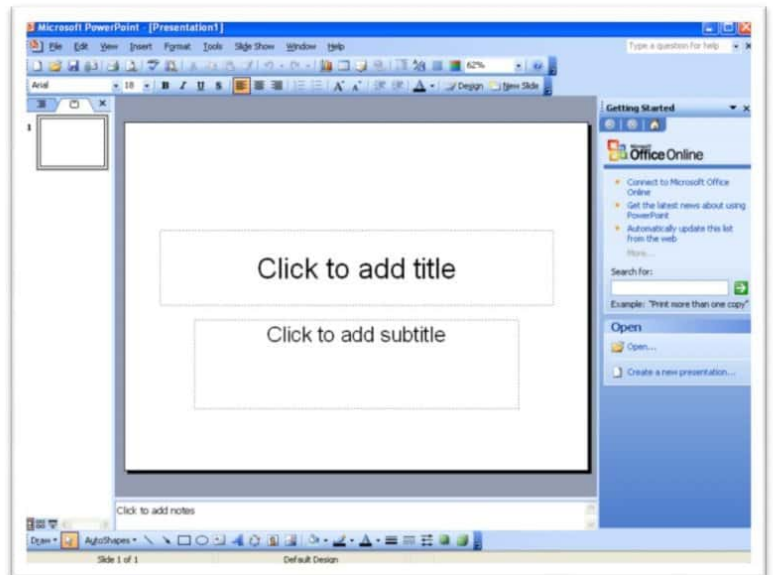 Microsoft PowerPoint - [Presentation1]
File Edit View Insert Format Tools Slide Show Window Help
Type a question for help
62%
Arial 18 B I U S A A A Design New Slide
Getting Started
1
Microsoft
Office Online
Connect to Microsoft Office
Online
Get the latest news about using
PowerPoint
Automatically update this list
from the web
More...
Search for:
Example: "Print more than one copy"
Open
Open...
Create a new presentation...
Click to add title
Click to add subtitle
Click to add notes
Draw AutoShapes A
Slide 1 of 1 Default Design